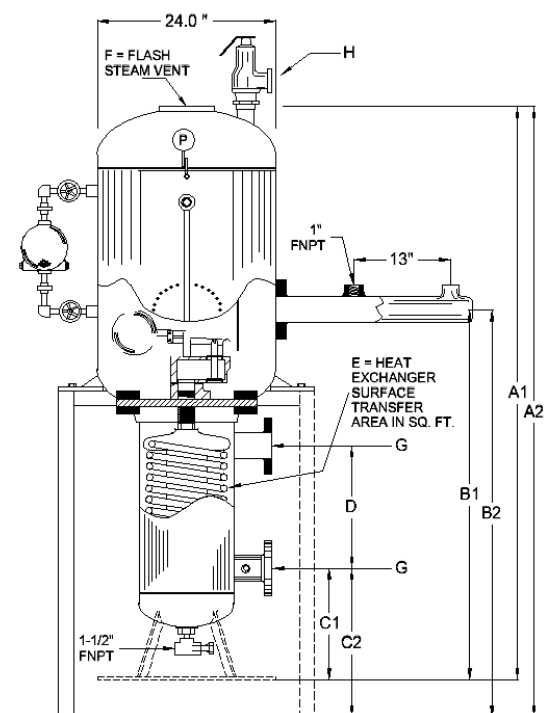 24.0 "
F = FLASH
STEAM VENT
H
P
1"
FNPT
13"
E = HEAT
EXCHANGER
SURFACE
TRANSFER
AREA IN SQ. FT.
A1
A2
G
B1
B2
D
G
C1
C2
1-1/2"
FNPT